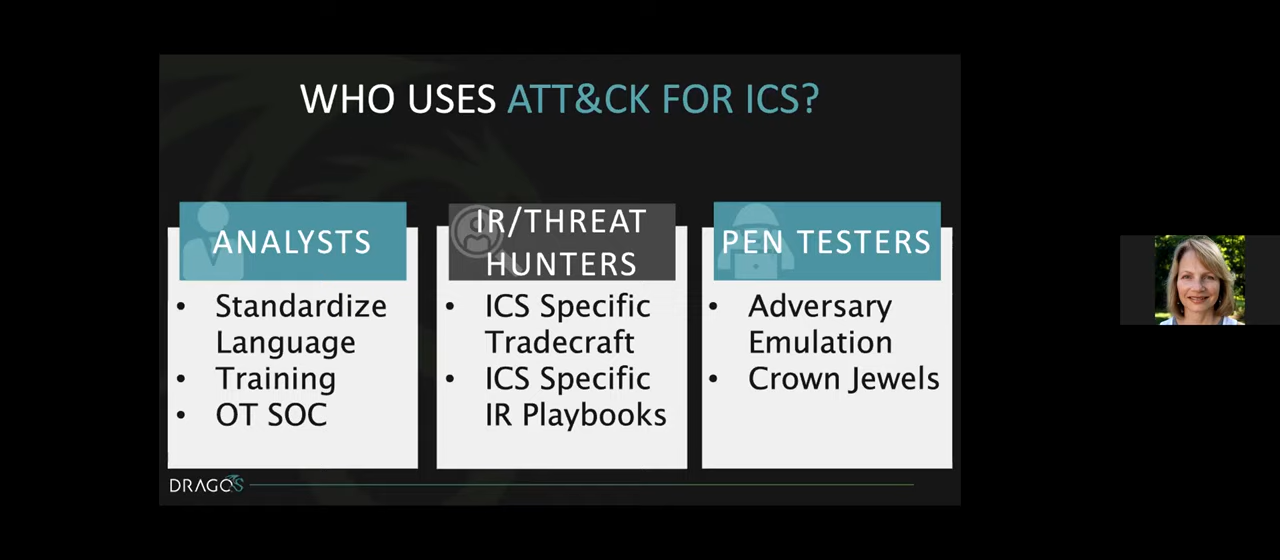 WHO USES ATT&CK FOR ICS?
ANALYSTS
• Standardize
Language
• Training
• OT SOC
IR/THREAT
HUNTERS
• ICS Specific
Tradecraft
• ICS Specific
IR Playbooks
PEN TESTERS
• Adversary
Emulation
• Crown Jewels
DRAGOS